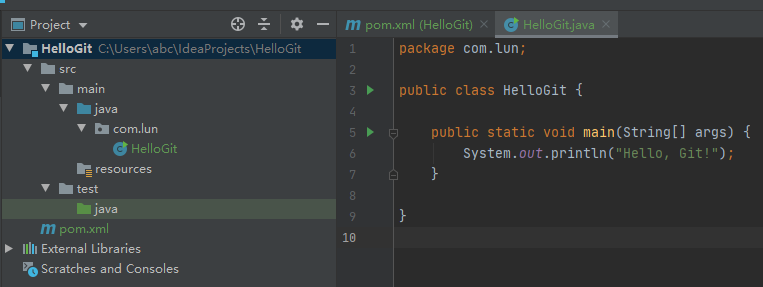 Project
HelloGit C:\Users\abc\IdeaProjects\HelloGit
src
main
java
com.lun
HelloGit
resources
test
java
pom.xml
External Libraries
Scratches and Consoles
pom.xml (HelloGit)
HelloGit.java
1 package com.lun;
2
3 public class HelloGit {
4
5 public static void main(String[] args) {
6 System.out.println("Hello, Git!");
7 }
8
9 }
10